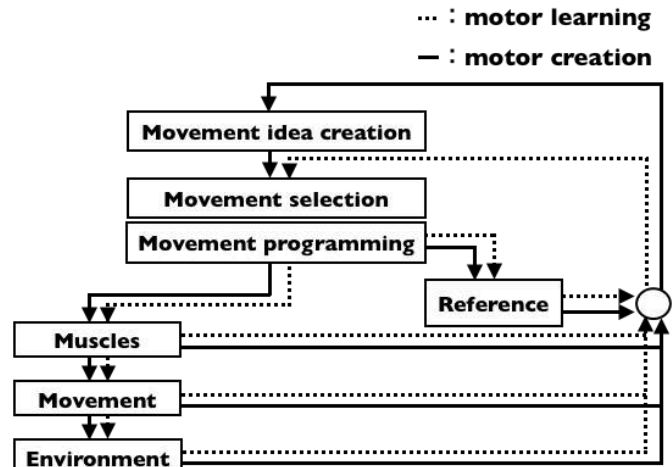 : motor learning
: motor creation
Movement idea creation
Movement selection
Movement programming
Reference
Muscles
Movement
Environment